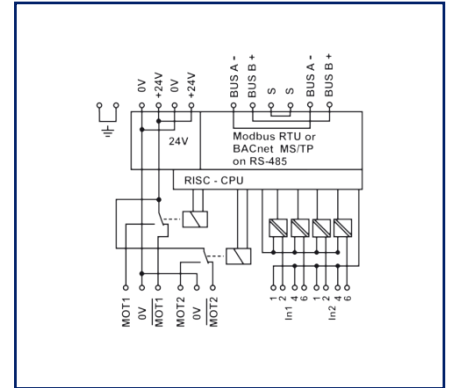 0V
+24V
0V
+24V
BUS A -
BUS B +
S
S
BUS A -
BUS B +
24V
Modbus RTU or
BACnet MS/TP
on RS-485
RISC - CPU
MOT1
0V
MOT1
MOT2
0V
MOT2
1
2
4
6
1
2
4
6
In1
In2